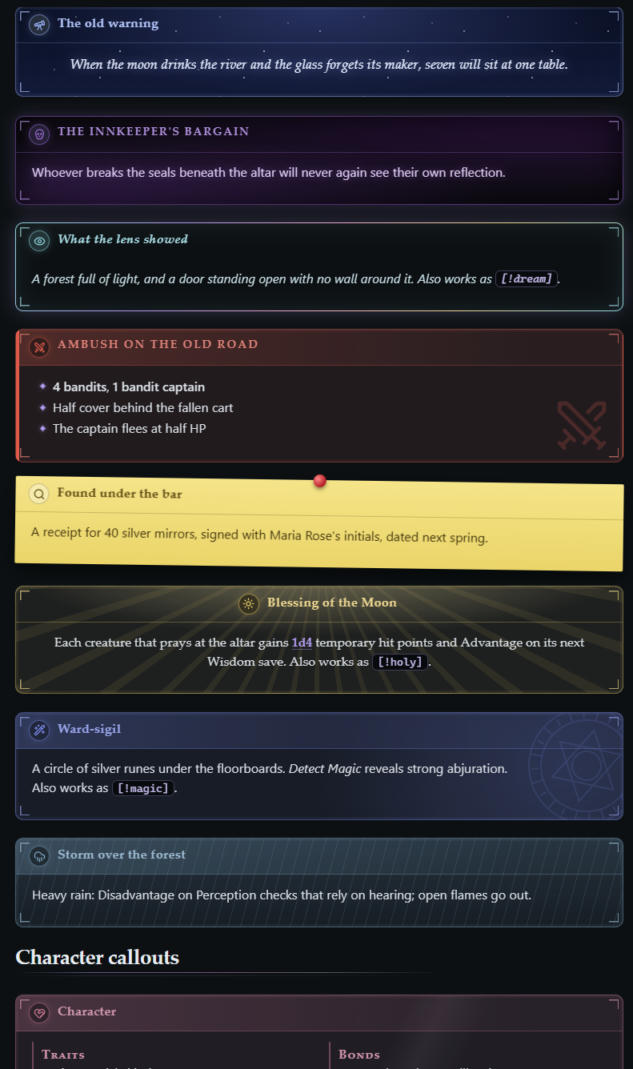 The old warning
When the moon drinks the river and the glass forgets its maker, seven will sit at one table.
THE INNKEEPER'S BARGAIN
Whoever breaks the seals beneath the altar will never again see their own reflection.
What the lens showed
A forest full of light, and a door standing open with no wall around it. Also works as [!dream].
AMBUSH ON THE OLD ROAD
4 bandits, 1 bandit captain
Half cover behind the fallen cart
The captain flees at half HP
Found under the bar
A receipt for 40 silver mirrors, signed with Maria Rose's initials, dated next spring.
Blessing of the Moon
Each creature that prays at the altar gains 1d4 temporary hit points and Advantage on its next
Wisdom save. Also works as [!holy].
Ward-sigil
A circle of silver runes under the floorboards. Detect Magic reveals strong abjuration.
Also works as [!magic].
Storm over the forest
Heavy rain: Disadvantage on Perception checks that rely on hearing; open flames go out.
Character callouts
Character
TRAITS
BONDS